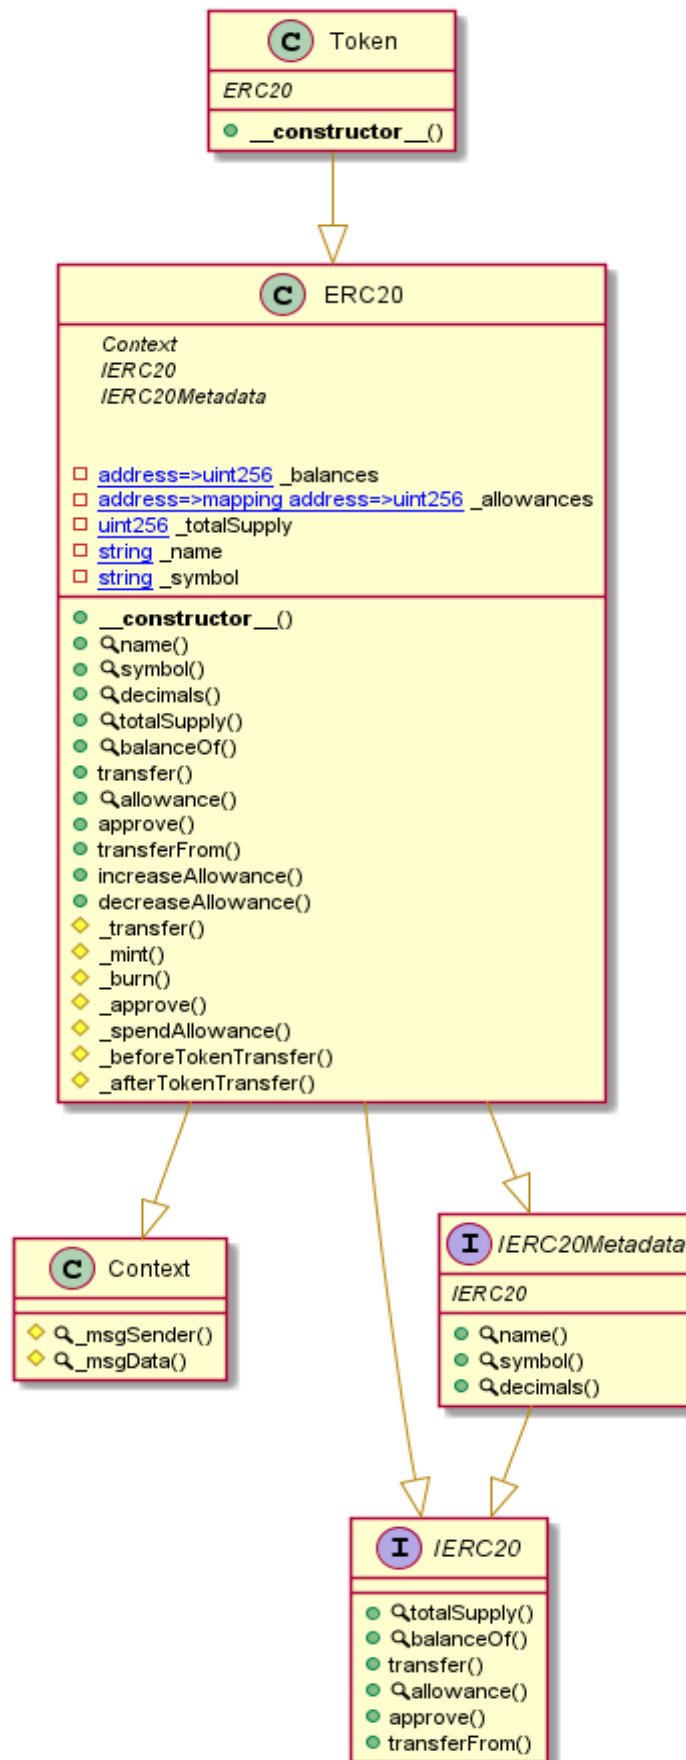 C Token
ERC20
__constructor__()
C ERC20
Context
IERC20
IERC20Metadata
address=>uint256 _balances
address=>mapping address=>uint256 _allowances
uint256 _totalSupply
string _name
string _symbol
__constructor__()
name()
symbol()
decimals()
totalSupply()
balanceOf()
transfer()
allowance()
approve()
transferFrom()
increaseAllowance()
decreaseAllowance()
_transfer()
_mint()
_burn()
_approve()
_spendAllowance()
_beforeTokenTransfer()
_afterTokenTransfer()
C Context
_msgSender()
_msgData()
I IERC20Metadata
IERC20
name()
symbol()
decimals()
I IERC20
totalSupply()
balanceOf()
transfer()
allowance()
approve()
transferFrom()